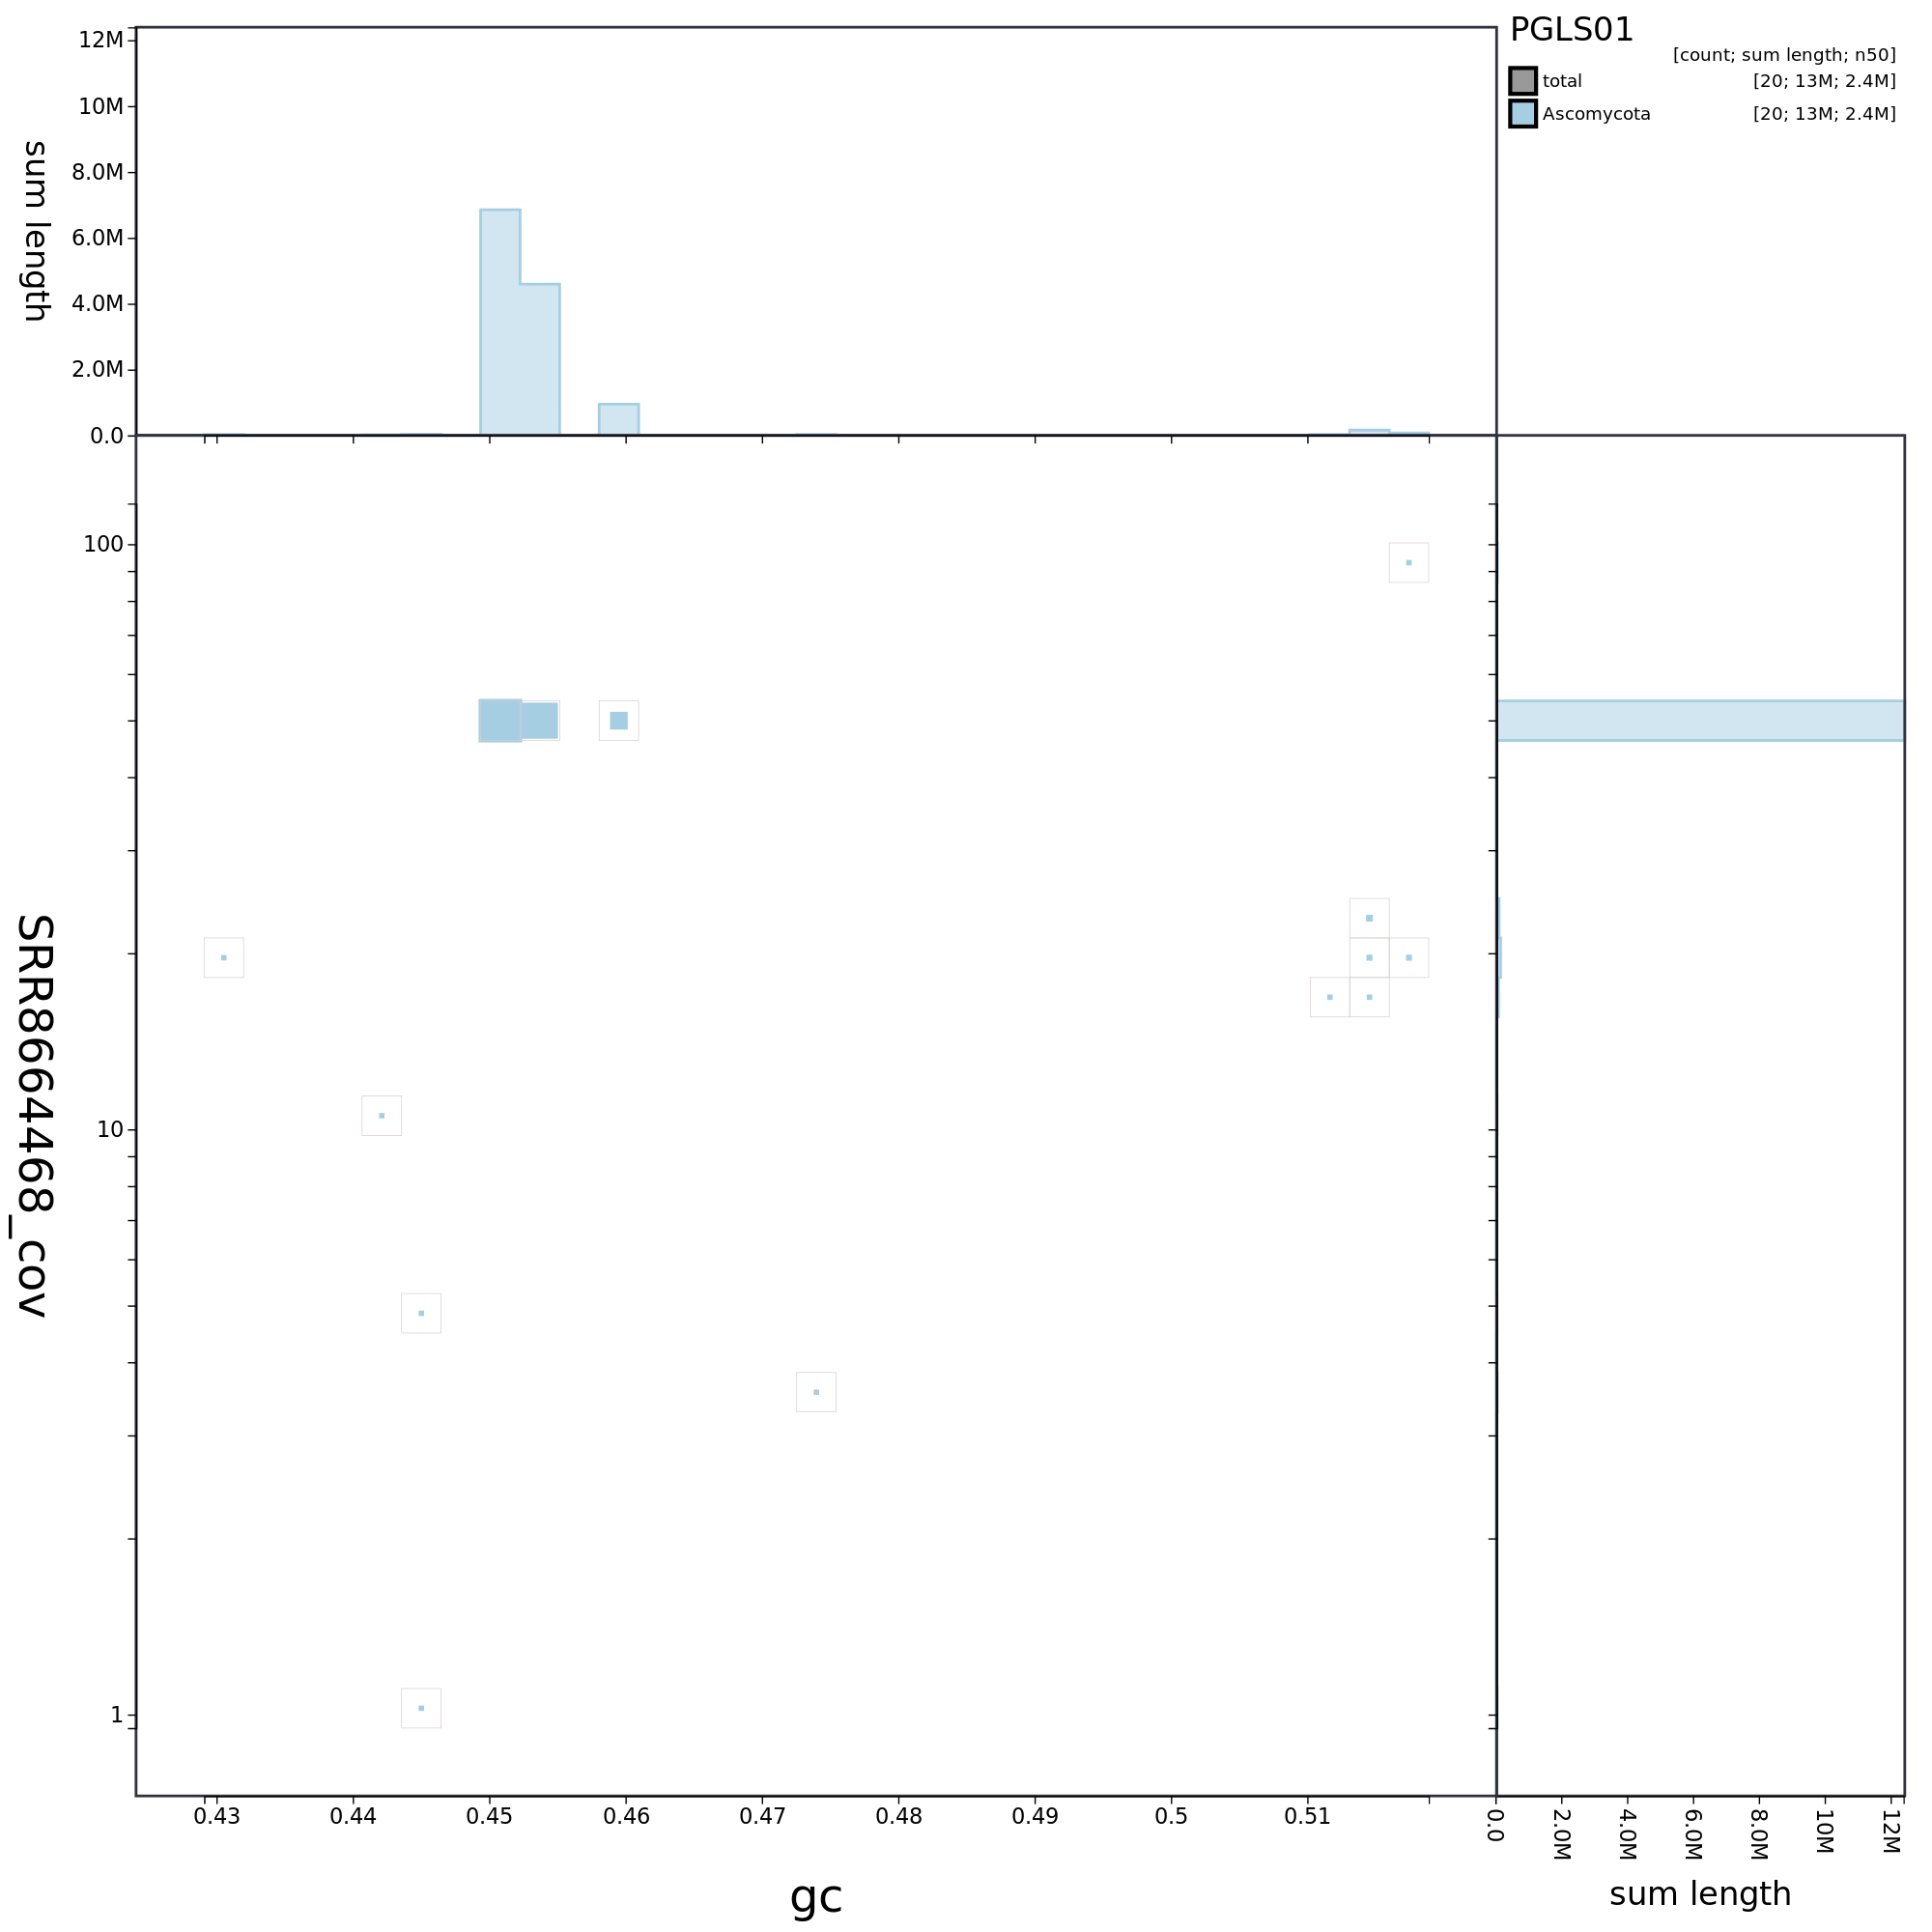 PGLS01
[count; sum length; n50]
total [20; 13M; 2.4M]
Ascomycota [20; 13M; 2.4M]
sum length
12M
10M
8.0M
6.0M
4.0M
2.0M
0.0
SRR8664468_cov
100
10
1
0.43 0.44 0.45 0.46 0.47 0.48 0.49 0.5 0.51
gc
0.0 2.0M 4.0M 6.0M 8.0M 10M 12M
sum length